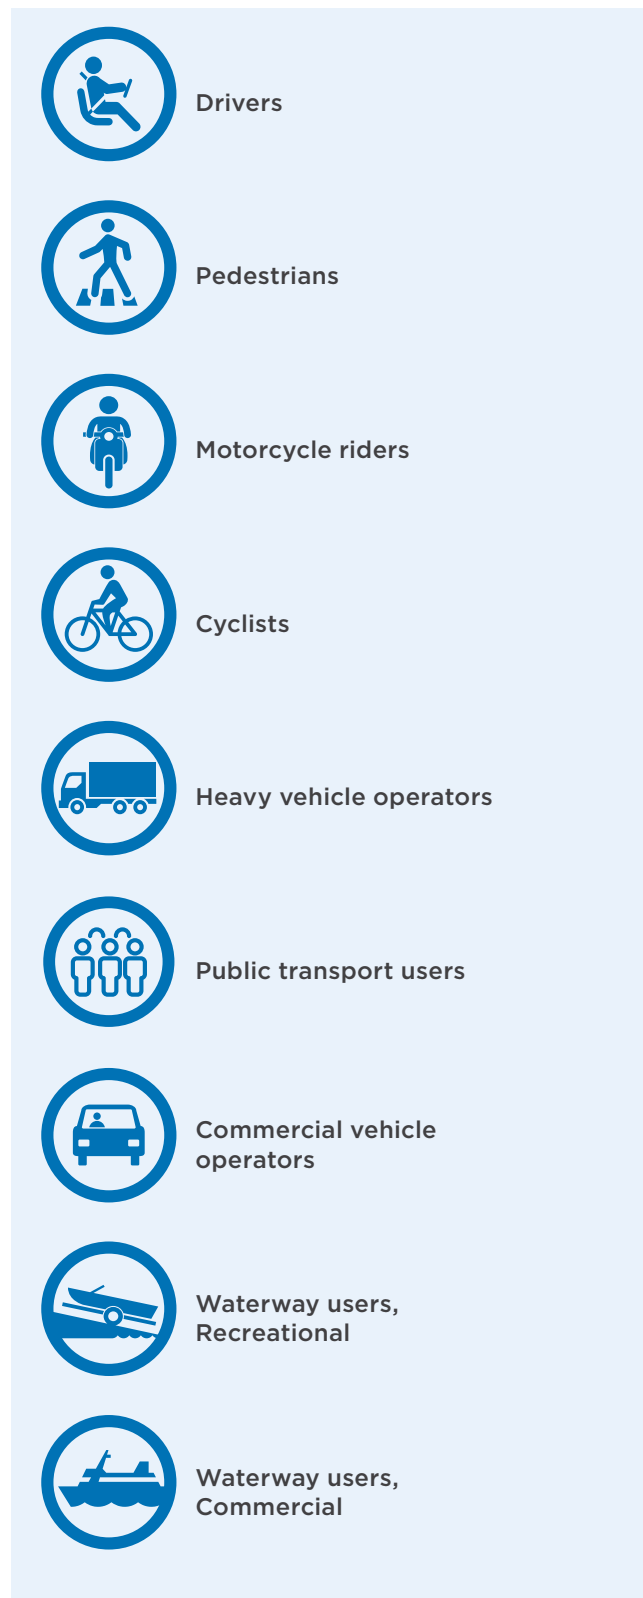 Drivers
Pedestrians
Motorcycle riders
Cyclists
Heavy vehicle operators
Public transport users
Commercial vehicle
operators
Waterway users,
Recreational
Waterway users,
Commercial